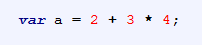 var a = 2 + 3 * 4;